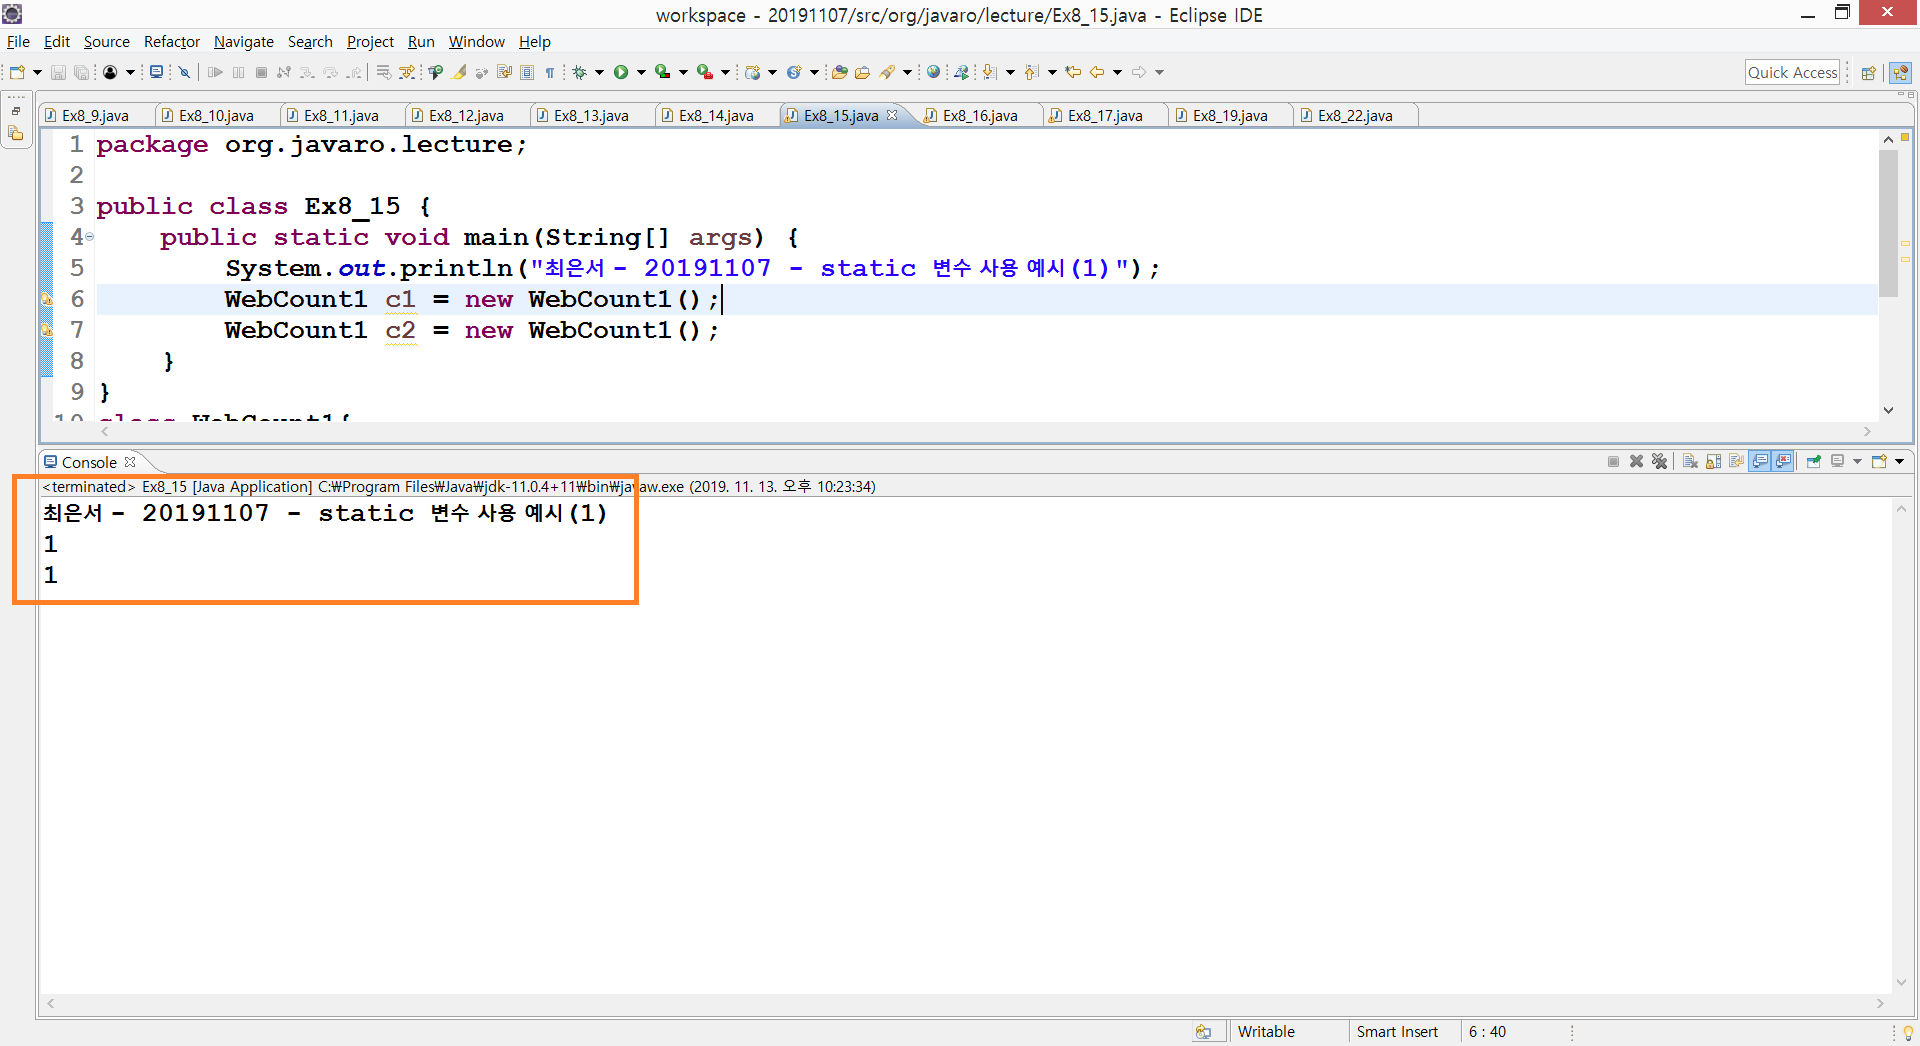 workspace - 20191107/src/org/javaro/lecture/Ex8_15.java - Eclipse IDE
File Edit Source Refactor Navigate Search Project Run Window Help
Quick Access
Ex8_9.java Ex8_10.java Ex8_11.java Ex8_12.java Ex8_13.java Ex8_14.java Ex8_15.java Ex8_16.java Ex8_17.java Ex8_19.java Ex8_22.java
1 package org.javaro.lecture;
2
3 public class Ex8_15 {
4 public static void main(String[] args) {
5 System.out.println("최은서 - 20191107 - static 변수 사용 예시(1)");
6 WebCount1 c1 = new WebCount1();
7 WebCount1 c2 = new WebCount1();
8 }
9 }
10 class WebCount1{
Console
<terminated> Ex8_15 [Java Application] C:₩Program Files₩Java₩jdk-11.0.4+11₩bin₩javaw.exe (2019. 11. 13. 오후 10:23:34)
최은서 - 20191107 - static 변수 사용 예시(1)
1
1
Writable Smart Insert 6 : 40